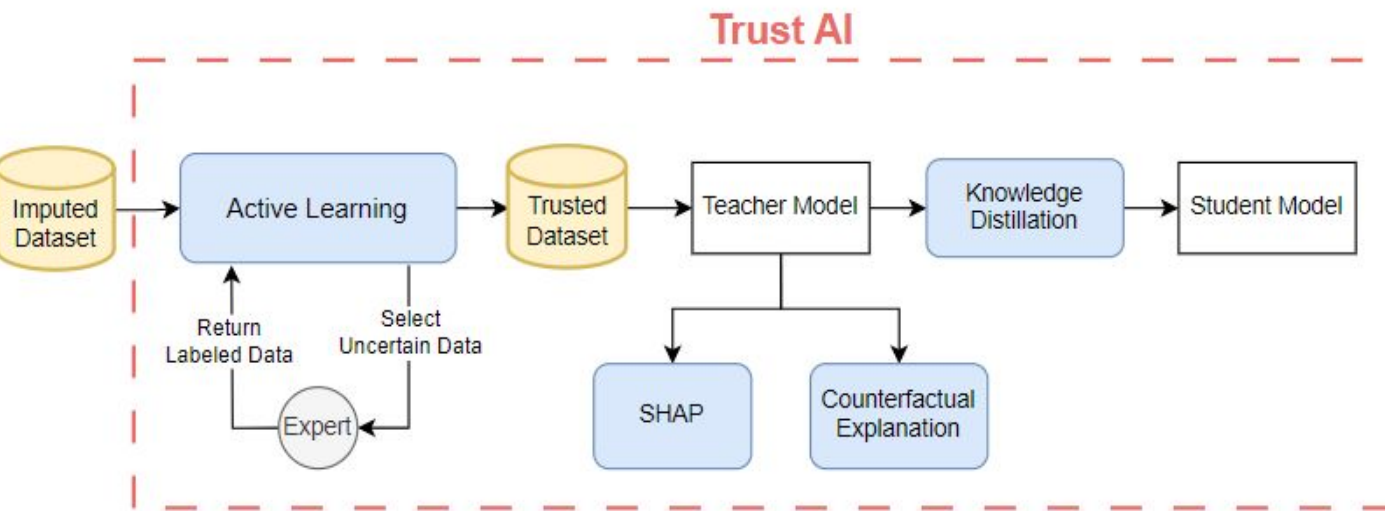 Trust AI
Imputed
Dataset
Active Learning
Trusted
Dataset
Teacher Model
Knowledge
Distillation
Student Model
Return
Labeled Data
Select
Uncertain Data
Expert
SHAP
Counterfactual
Explanation